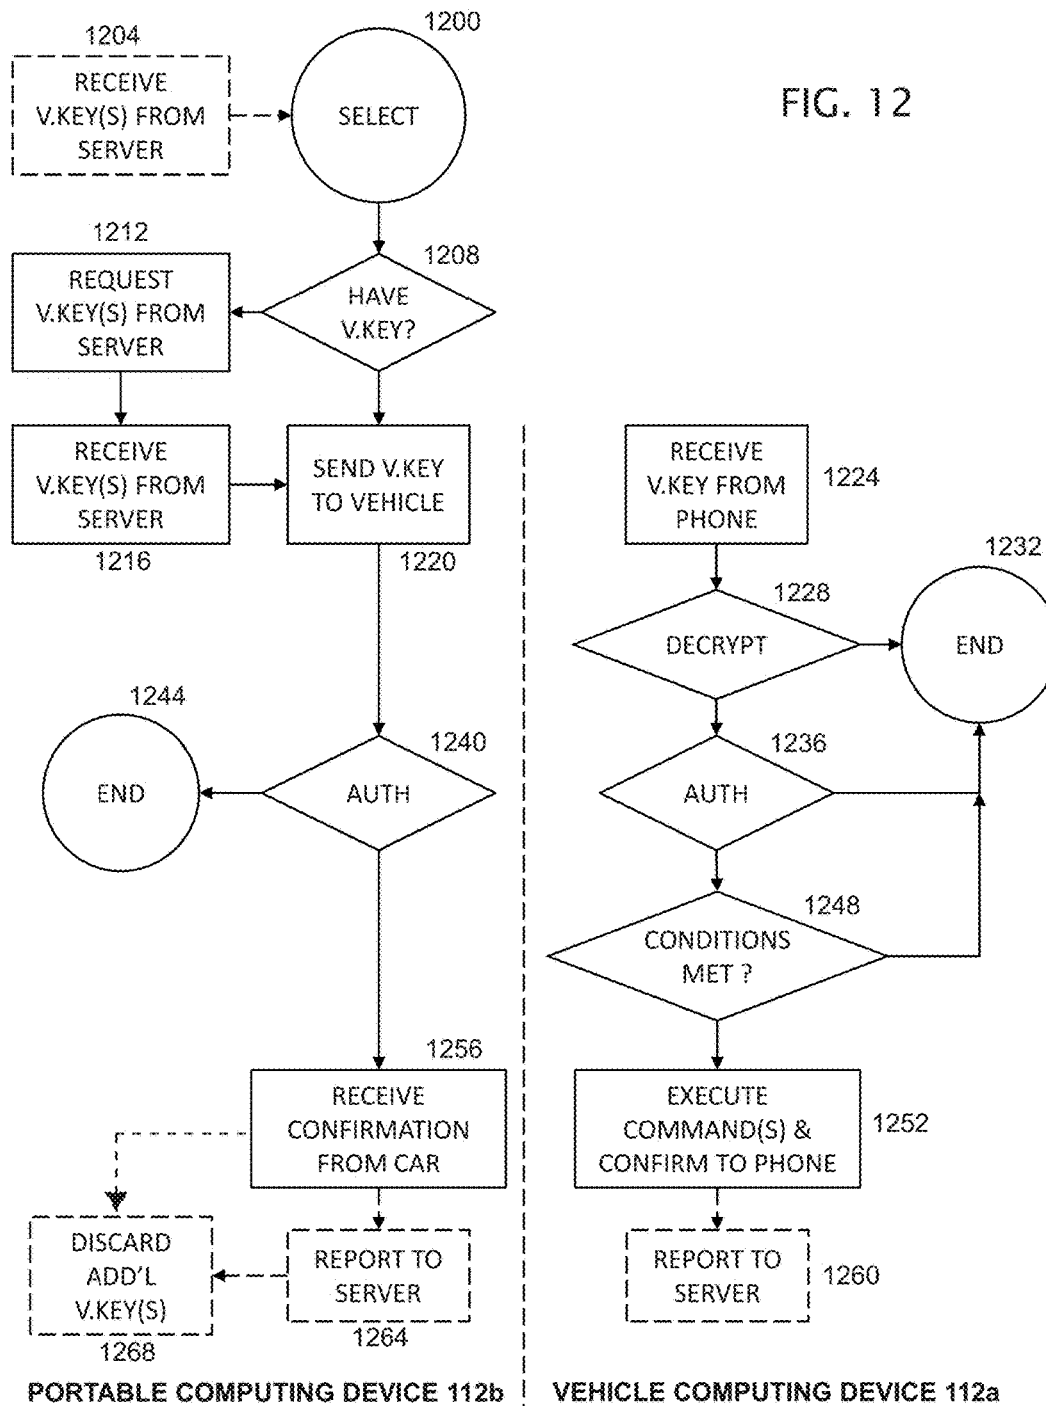 1204
RECEIVE
V.KEY(S) FROM
SERVER
1200
SELECT
FIG. 12
1212
REQUEST
V.KEY(S) FROM
SERVER
1208
HAVE
V.KEY?
RECEIVE
V.KEY(S) FROM
SERVER
1216
SEND V.KEY
TO VEHICLE
1220
1244
END
1240
AUTH
1256
RECEIVE
CONFIRMATION
FROM CAR
DISCARD
ADD'L
V.KEY(S)
1268
REPORT TO
SERVER
1264
PORTABLE COMPUTING DEVICE 112b
RECEIVE
V.KEY FROM
PHONE
1224
1228
DECRYPT
1232
END
1236
AUTH
1248
CONDITIONS
MET ?
EXECUTE
COMMAND(S) &
CONFIRM TO PHONE
1252
REPORT TO
SERVER
1260
VEHICLE COMPUTING DEVICE 112a